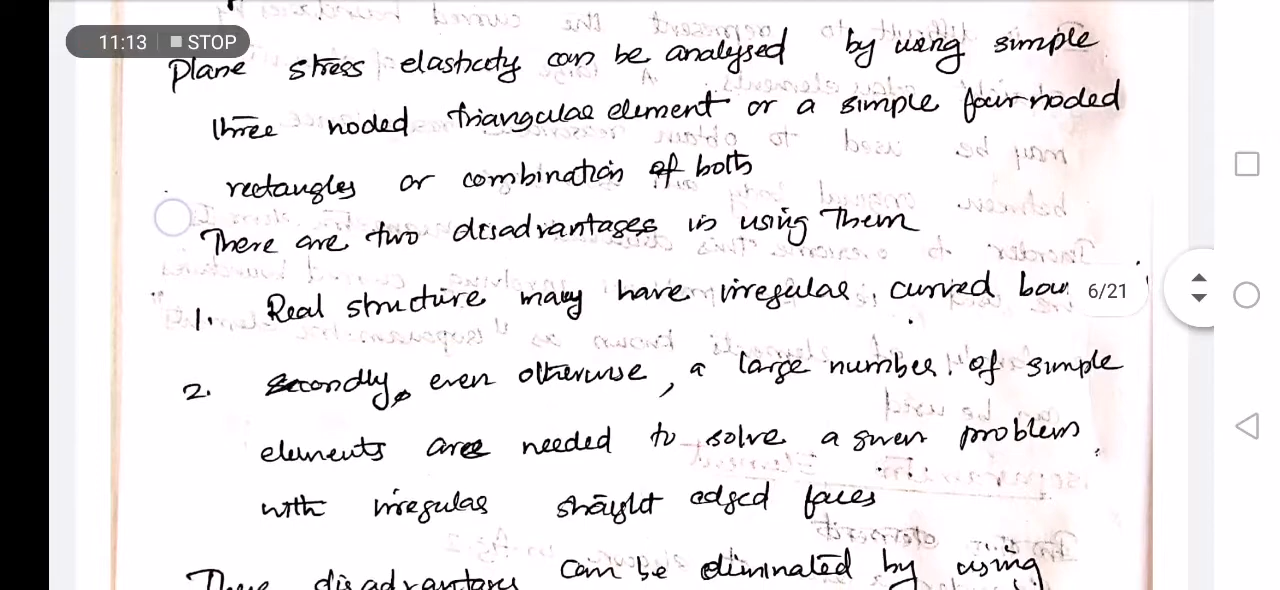 11:13 STOP
plane stress elasticity can be analysed by using simple
three noded triangular element or a simple four noded
rectangles or combination of both
There are two disadvantages in using Them
1. Real structure many have irregular, curved bou 6/21
2. Secondly, even otherwise, a large number of simple
elements are needed to solve a given problem
with irregular straight edged faces
These disadvantages can be eliminated by using